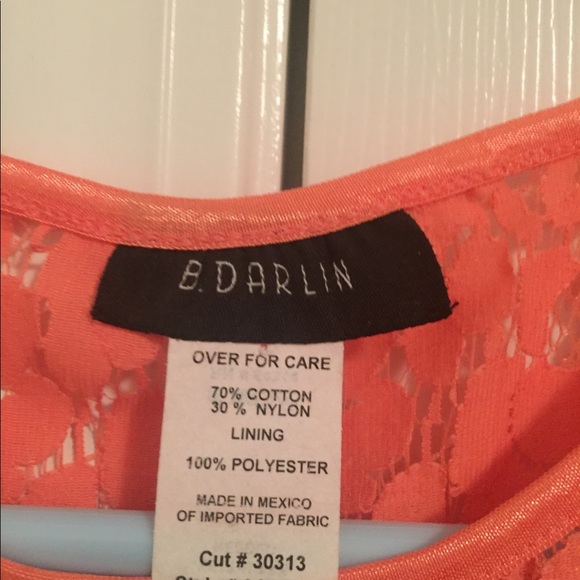 B. DARLIN
OVER FOR CARE
70% COTTON
30 % NYLON
LINING
100% POLYESTER
MADE IN MEXICO
OF IMPORTED FABRIC
Cut # 30313